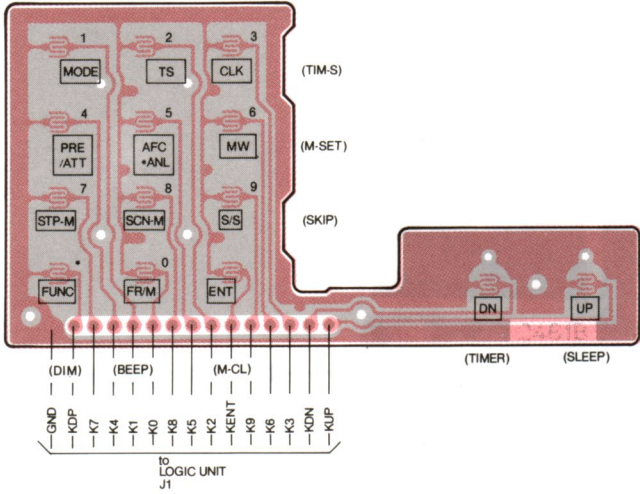 1 2 3
MODE TS CLK (TIM-S)
4 5 6
PRE AFC MW (M-SET)
/ATT •ANL
7 8 9
STP-M SCN-M S/S (SKIP)
• 0
FUNC FR/M ENT
DN UP
(DIM) (BEEP) (M-CL) (TIMER) (SLEEP)
GND
KDP
K7
K4
K1
K0
K8
K5
K2
KENT
K9
K6
K3
KDN
KUP
to
LOGIC UNIT
J1